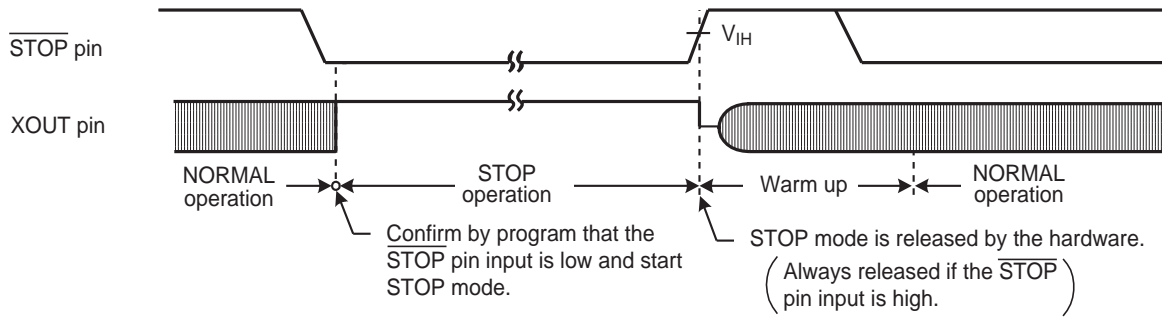 STOP pin
VIH
XOUT pin
NORMAL
operation
STOP
operation
Warm up
NORMAL
operation
Confirm by program that the
STOP pin input is low and start
STOP mode.
STOP mode is released by the hardware.
(Always released if the STOP
pin input is high.)